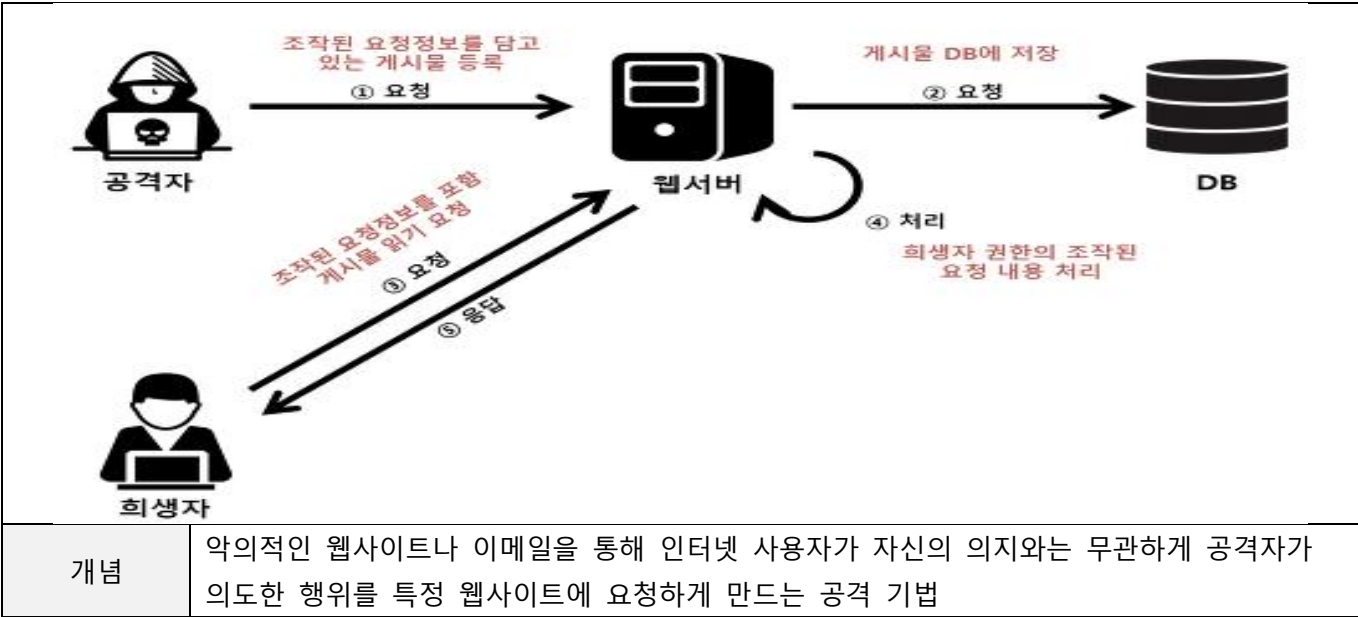 조작된 요청정보를 담고
있는 게시물 등록
① 요청
게시물 DB에 저장
② 요청
공격자
웹서버
DB
④ 처리
희생자 권한의 조작된
요청 내용 처리
조작된 요청정보를 포함
게시물 읽기 요청
③ 요청
⑤ 응답
희생자
개념
악의적인 웹사이트나 이메일을 통해 인터넷 사용자가 자신의 의지와는 무관하게 공격자가
의도한 행위를 특정 웹사이트에 요청하게 만드는 공격 기법